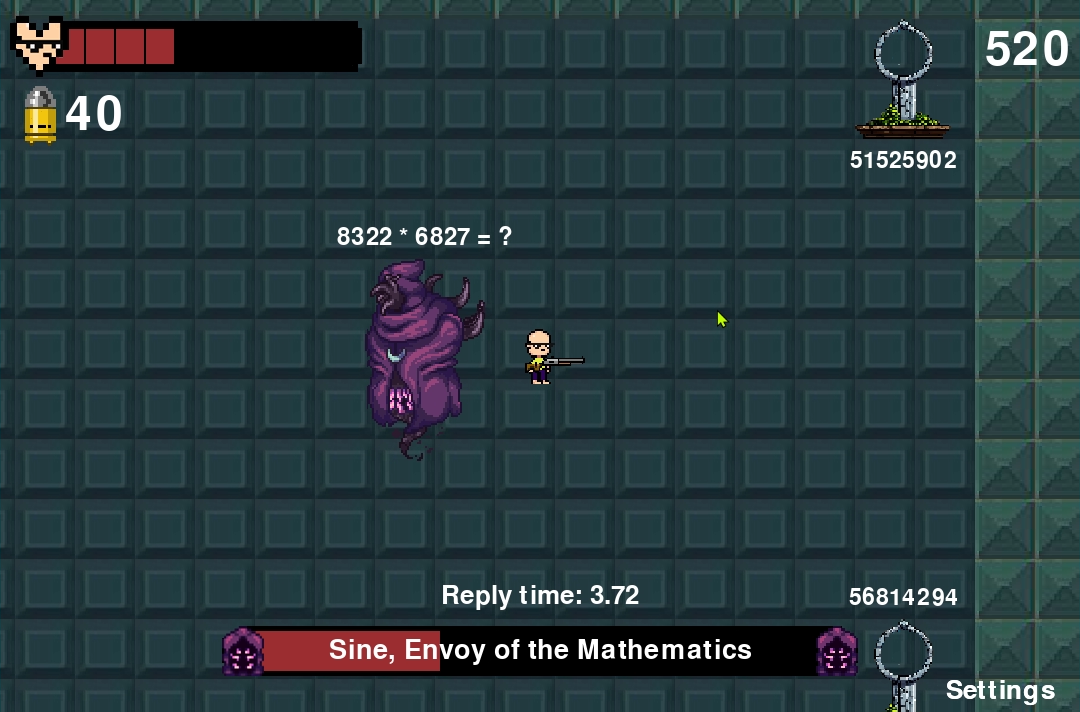 520
40
51525902
8322 * 6827 = ?
Reply time: 3.72
56814294
Sine, Envoy of the Mathematics
Settings